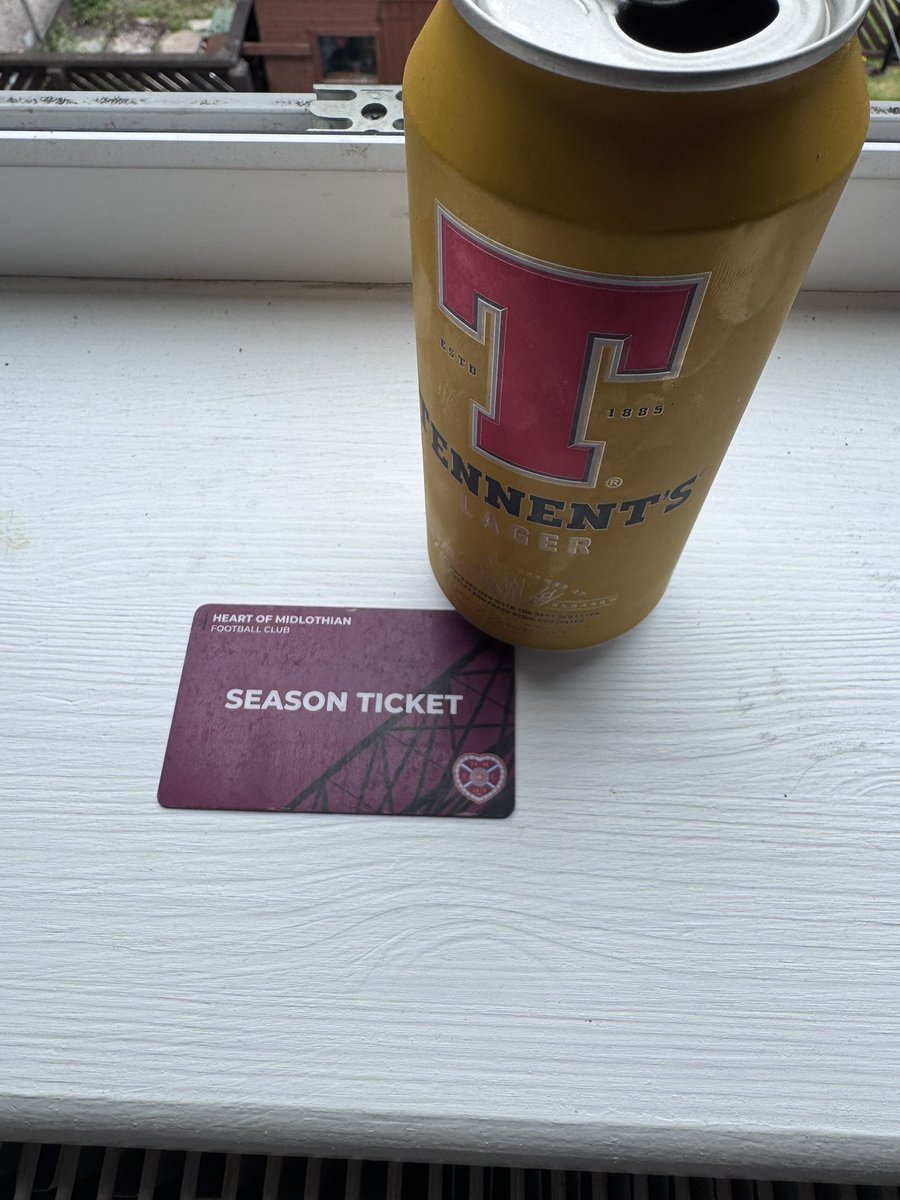 ESTD
1885
TENNENT'S
LAGER
HEART OF MIDLOTHIAN
FOOTBALL CLUB
SEASON TICKET